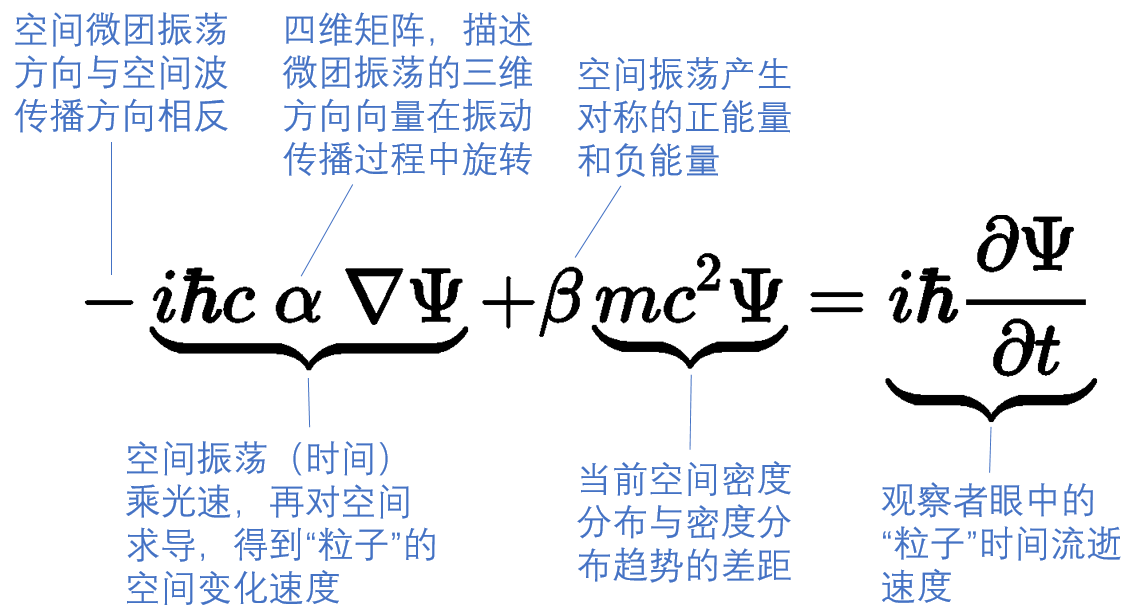 空间微团振荡
方向与空间波
传播方向相反
四维矩阵，描述
微团振荡的三维
方向向量在振动
传播过程中旋转
空间振荡产生
对称的正能量
和负能量
−iħc α ∇Ψ + β mc²Ψ = iħ ∂Ψ/∂t
空间振荡（时间）
乘光速，再对空间
求导，得到“粒子”的
空间变化速度
当前空间密度
分布与密度分
布趋势的差距
观察者眼中的
“粒子”时间流逝
速度